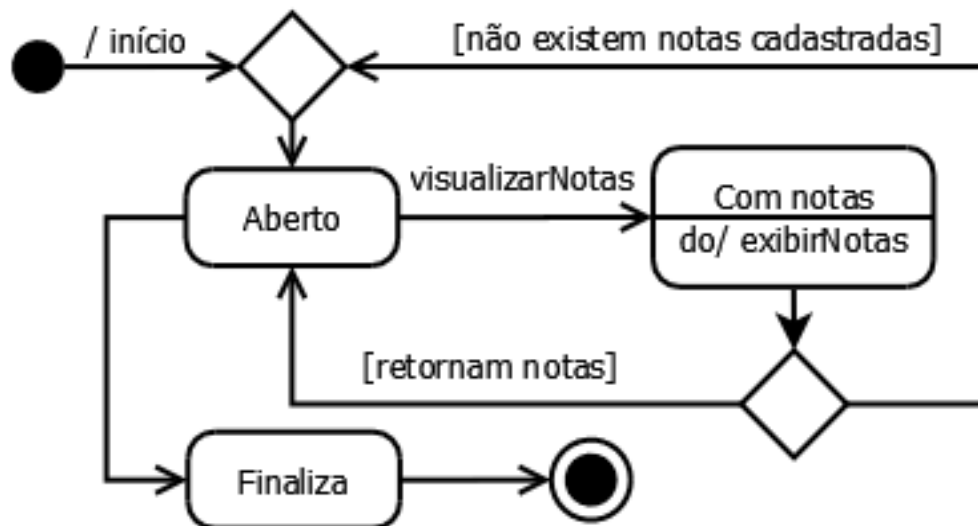 / início
[não existem notas cadastradas]
Aberto
visualizarNotas
Com notas
do/ exibirNotas
[retornam notas]
Finaliza